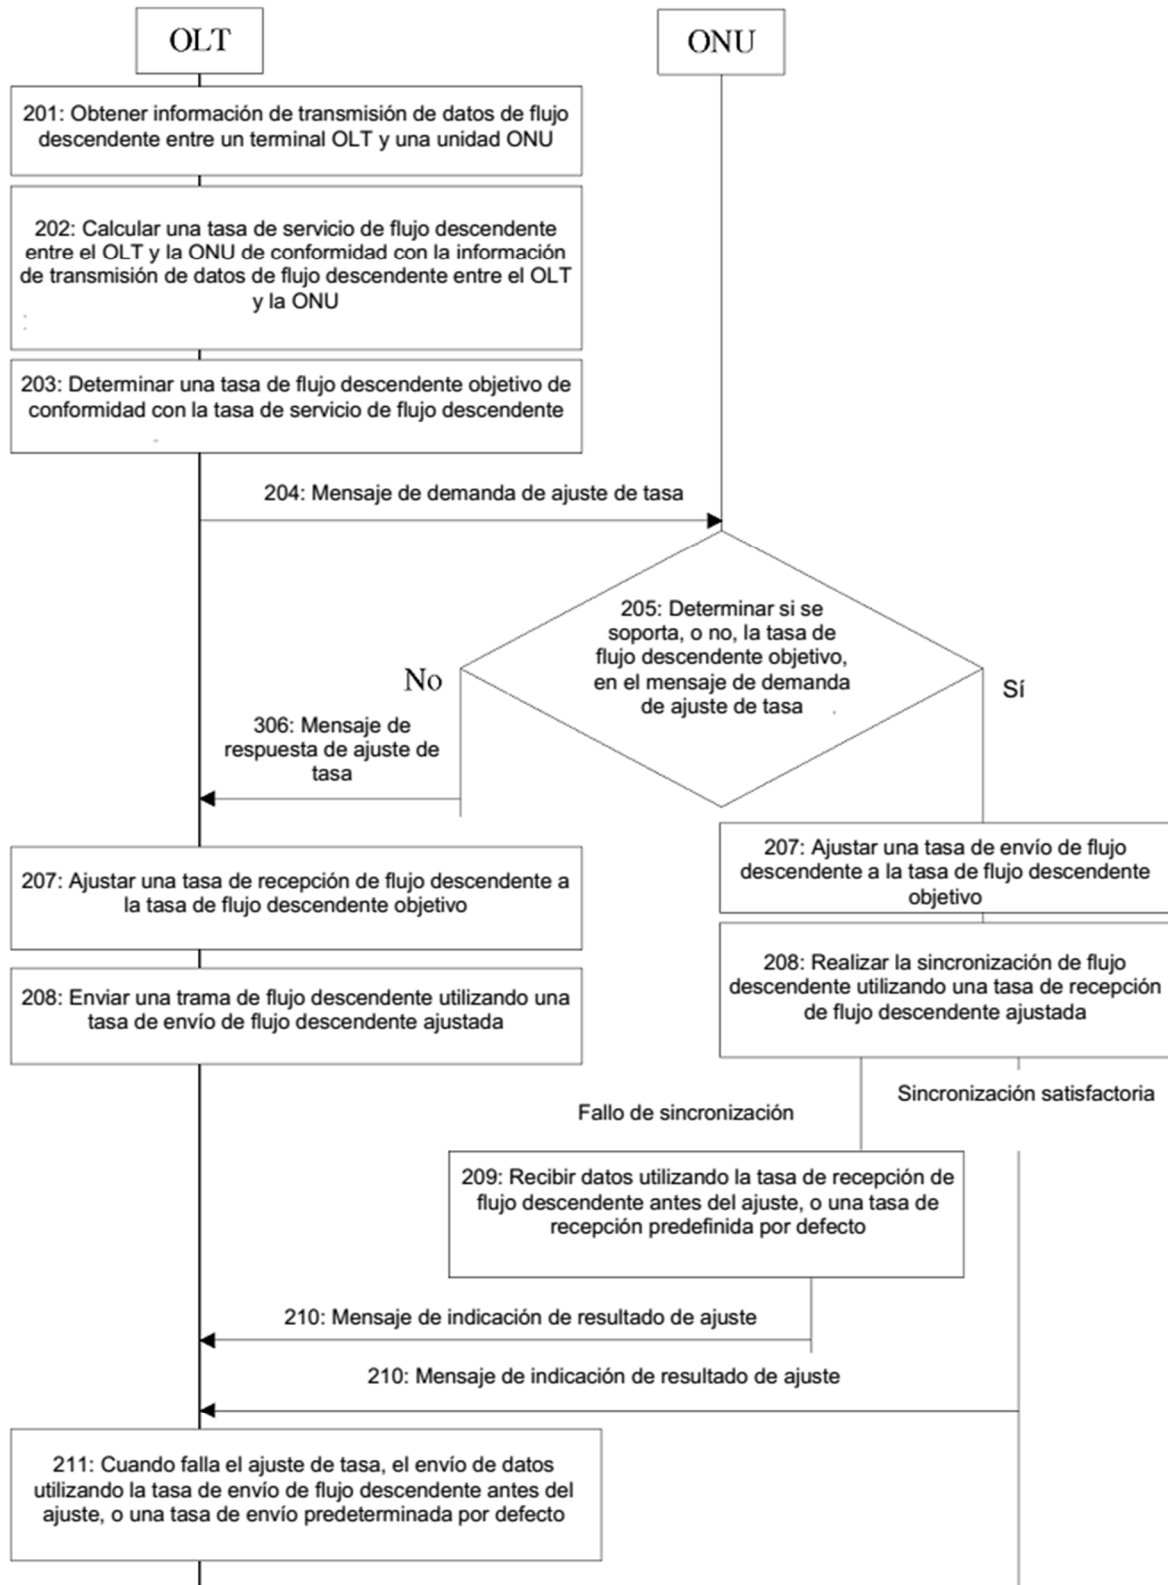 OLT
ONU
201: Obtener información de transmisión de datos de flujo
descendente entre un terminal OLT y una unidad ONU
202: Calcular una tasa de servicio de flujo descendente
entre el OLT y la ONU de conformidad con la información
de transmisión de datos de flujo descendente entre el OLT
y la ONU
203: Determinar una tasa de flujo descendente objetivo de
conformidad con la tasa de servicio de flujo descendente
204: Mensaje de demanda de ajuste de tasa
205: Determinar si se
soporta, o no, la tasa de
flujo descendente objetivo,
en el mensaje de demanda
de ajuste de tasa
No
Sí
306: Mensaje de
respuesta de ajuste de
tasa
207: Ajustar una tasa de recepción de flujo descendente a
la tasa de flujo descendente objetivo
207: Ajustar una tasa de envío de flujo
descendente a la tasa de flujo descendente
objetivo
208: Enviar una trama de flujo descendente utilizando una
tasa de envío de flujo descendente ajustada
208: Realizar la sincronización de flujo
descendente utilizando una tasa de recepción
de flujo descendente ajustada
Fallo de sincronización
Sincronización satisfactoria
209: Recibir datos utilizando la tasa de recepción de
flujo descendente antes del ajuste, o una tasa de
recepción predefinida por defecto
210: Mensaje de indicación de resultado de ajuste
210: Mensaje de indicación de resultado de ajuste
211: Cuando falla el ajuste de tasa, el envío de datos
utilizando la tasa de envío de flujo descendente antes del
ajuste, o una tasa de envío predeterminada por defecto